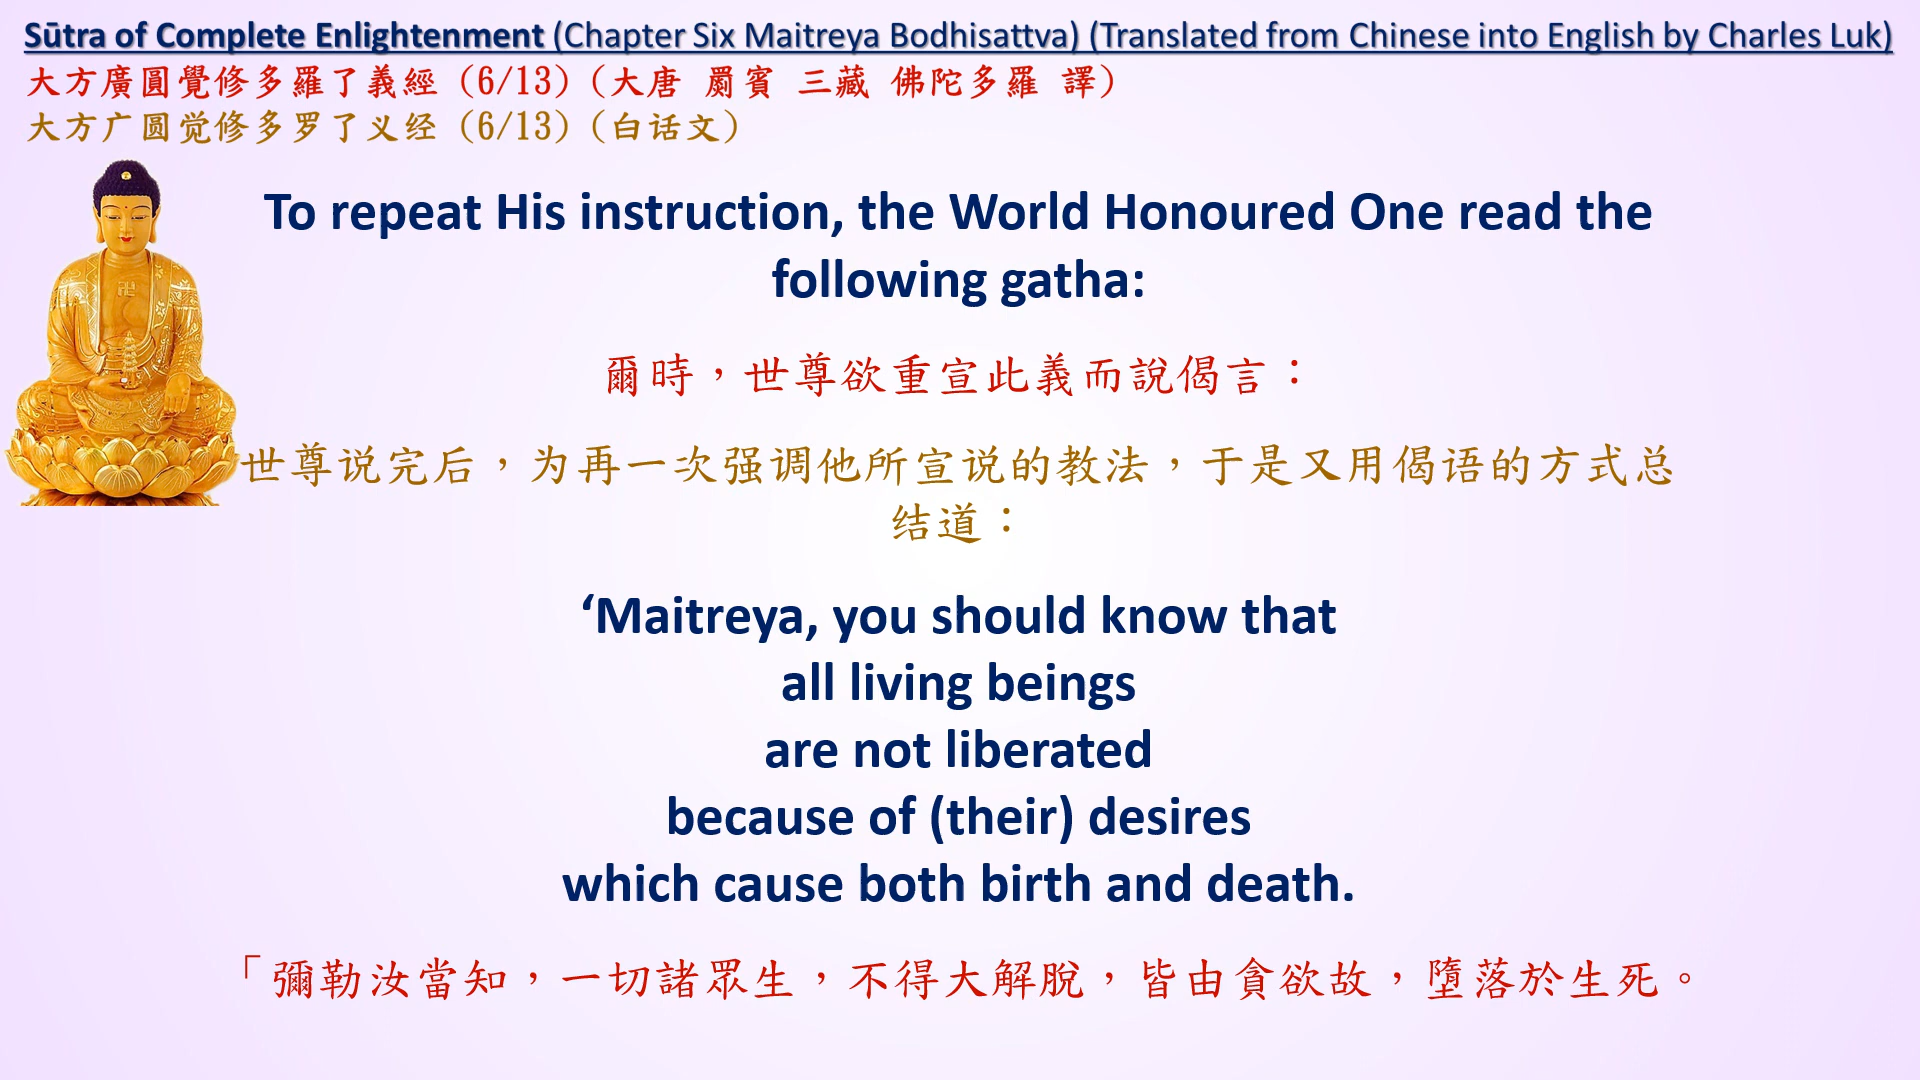 Sūtra of Complete Enlightenment (Chapter Six Maitreya Bodhisattva) (Translated from Chinese into English by Charles Luk)
大方廣圓覺修多羅了義經 (6/13) (大唐 罽賓 三藏 佛陀多羅 譯)
大方广圆觉修多罗了义经 (6/13) (白话文)
To repeat His instruction, the World Honoured One read the
following gatha:
爾時，世尊欲重宣此義而說偈言：
世尊说完后，为再一次强调他所宣说的教法，于是又用偈语的方式总
结道：
‘Maitreya, you should know that
all living beings
are not liberated
because of (their) desires
which cause both birth and death.
「彌勒汝當知，一切諸眾生，不得大解脫，皆由貪欲故，墮落於生死。